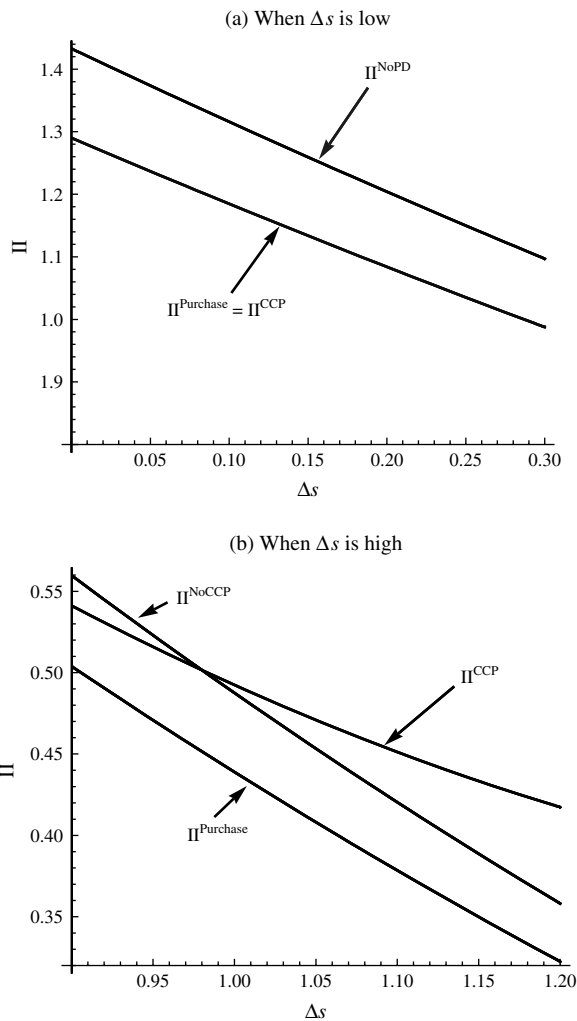 (a) When Δs is low
1.4
Π^NoPD
1.3
1.2
Π
1.1
Π^Purchase = Π^CCP
1.0
1.9
0.05 0.10 0.15 0.20 0.25 0.30
Δs
(b) When Δs is high
0.55
Π^NoCCP
Π^CCP
0.50
0.45
Π
Π^Purchase
0.40
0.35
0.95 1.00 1.05 1.10 1.15 1.20
Δs